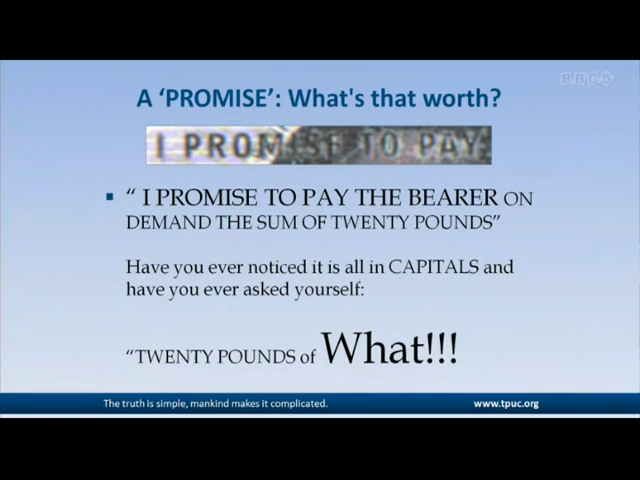 BBC5
A ‘PROMISE’: What's that worth?
I PROMISE TO PAY
“ I PROMISE TO PAY THE BEARER ON
DEMAND THE SUM OF TWENTY POUNDS”
Have you ever noticed it is all in CAPITALS and
have you ever asked yourself:
“TWENTY POUNDS of What!!!
The truth is simple, mankind makes it complicated.
www.tpuc.org